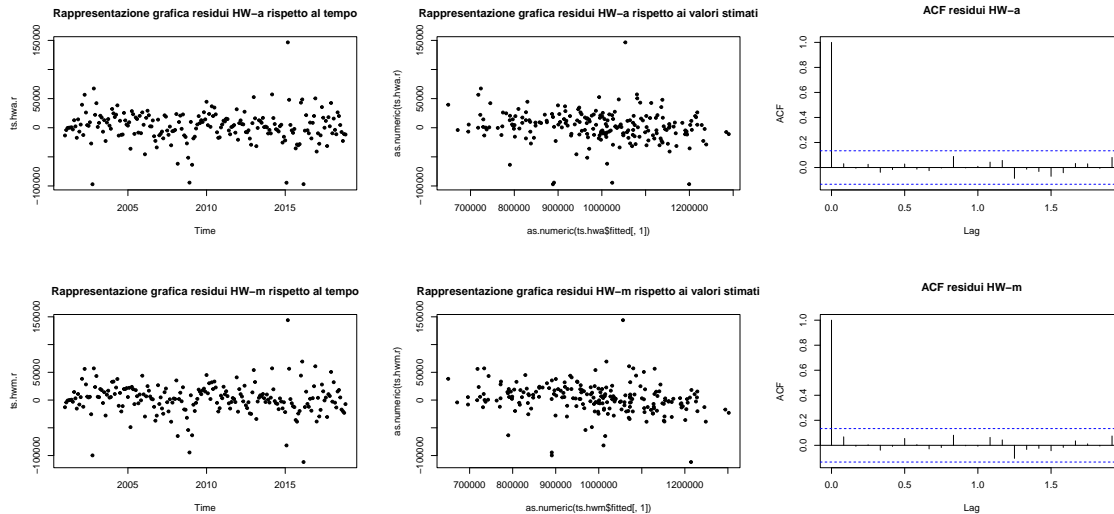 Rappresentazione grafica residui HW−a rispetto al tempo
ts.hwa.r
−100000 0 50000 150000
2005 2010 2015
Time
Rappresentazione grafica residui HW−a rispetto ai valori stimati
as.numeric(ts.hwa.r)
−100000 0 50000 150000
700000 800000 900000 1000000 1200000
as.numeric(ts.hwa$fitted[, 1])
ACF residui HW−a
ACF
0.0 0.2 0.4 0.6 0.8 1.0
0.0 0.5 1.0 1.5
Lag
Rappresentazione grafica residui HW−m rispetto al tempo
ts.hwm.r
−100000 0 50000 150000
2005 2010 2015
Time
Rappresentazione grafica residui HW−m rispetto ai valori stimati
as.numeric(ts.hwm.r)
−100000 0 50000 150000
700000 800000 900000 1000000 1200000
as.numeric(ts.hwm$fitted[, 1])
ACF residui HW−m
ACF
0.0 0.2 0.4 0.6 0.8 1.0
0.0 0.5 1.0 1.5
Lag